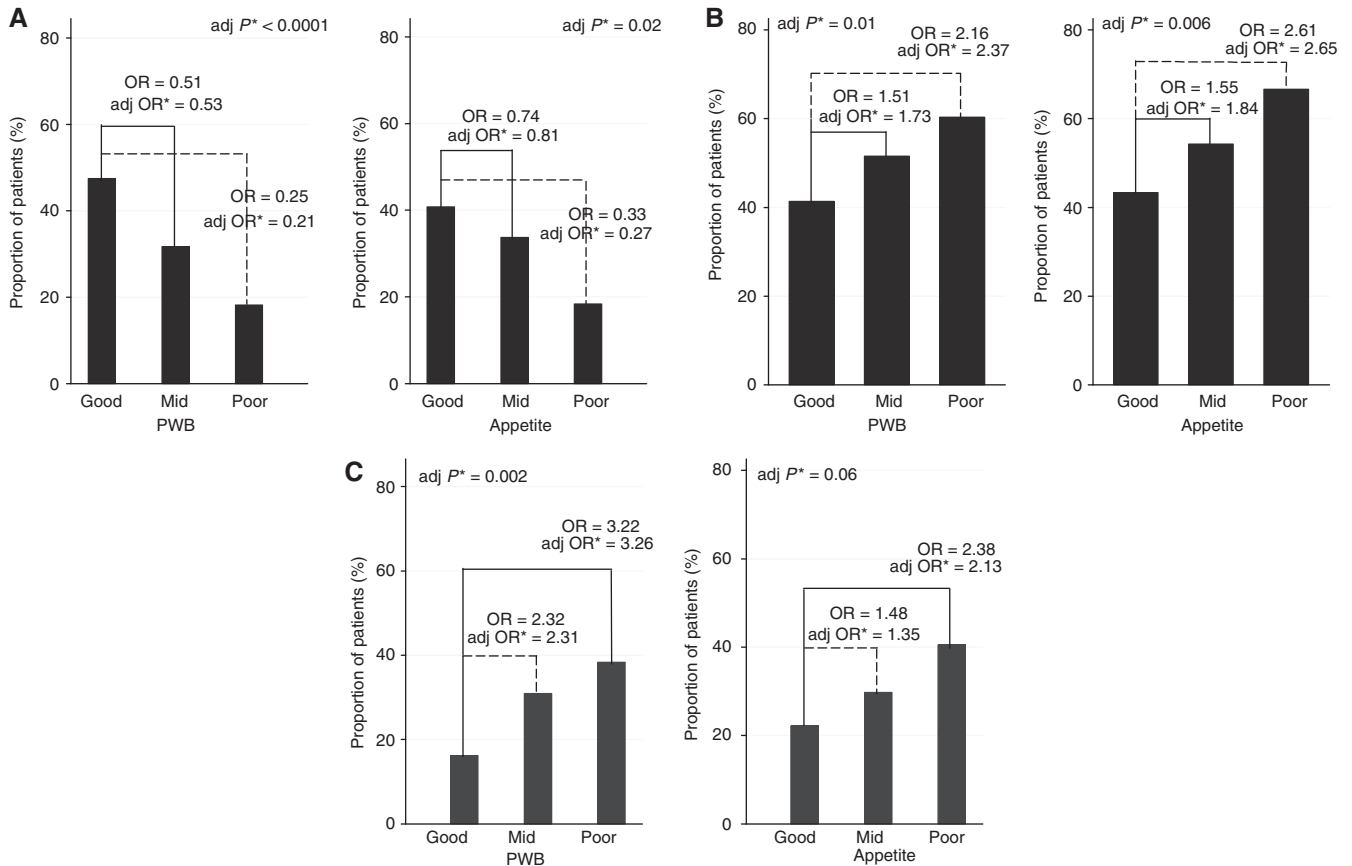 A
adj P* < 0.0001
80
60
40
20
0
Proportion of patients (%)
OR = 0.51
adj OR* = 0.53
OR = 0.25
adj OR* = 0.21
Good Mid Poor
PWB
adj P* = 0.02
80
60
40
20
0
Proportion of patients (%)
OR = 0.74
adj OR* = 0.81
OR = 0.33
adj OR* = 0.27
Good Mid Poor
Appetite
B
adj P* = 0.01
80
60
40
20
0
Proportion of patients (%)
OR = 2.16
adj OR* = 2.37
OR = 1.51
adj OR* = 1.73
Good Mid Poor
PWB
adj P* = 0.006
80
60
40
20
0
Proportion of patients (%)
OR = 2.61
adj OR* = 2.65
OR = 1.55
adj OR* = 1.84
Good Mid Poor
Appetite
C
adj P* = 0.002
80
60
40
20
0
Proportion of patients (%)
OR = 3.22
adj OR* = 3.26
OR = 2.32
adj OR* = 2.31
Good Mid Poor
PWB
adj P* = 0.06
80
60
40
20
0
Proportion of patients (%)
OR = 2.38
adj OR* = 2.13
OR = 1.48
adj OR* = 1.35
Good Mid Poor
Appetite